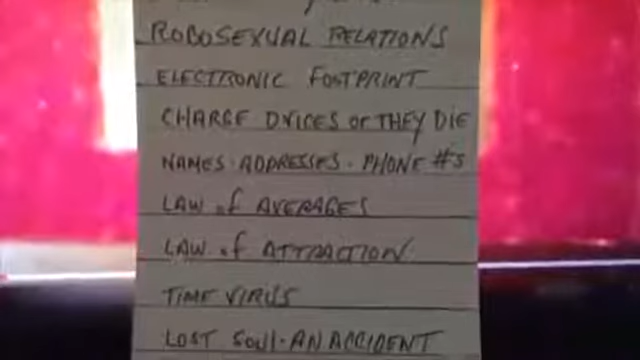 ROBOSEXUAL RELATIONS
ELECTRONIC FOOTPRINT
CHARGE DVICES OR THEY DIE
NAMES. ADDRESSES. PHONE #S
LAW of AVERAGES
LAW of ATTRACTION
TIME VIRUS
LOST SOUL. AN ACCIDENT